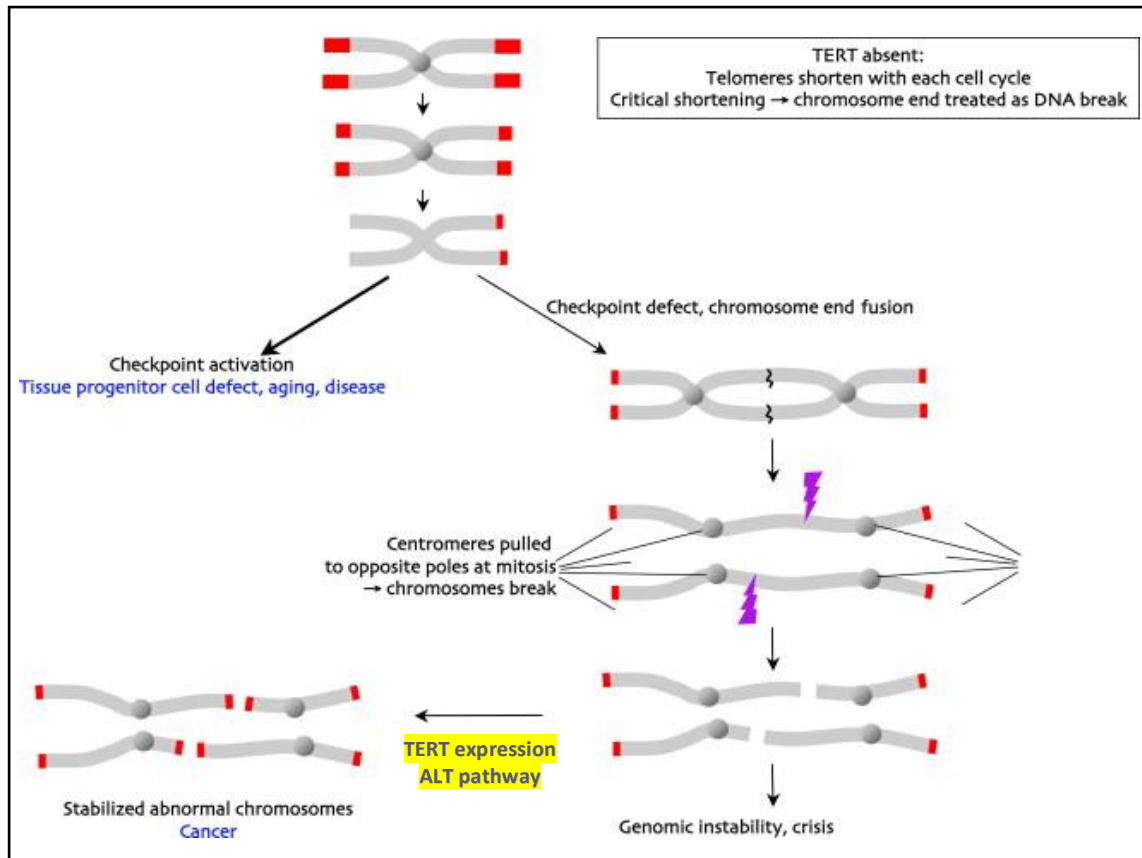 TERT absent:
Telomeres shorten with each cell cycle
Critical shortening → chromosome end treated as DNA break
Checkpoint defect, chromosome end fusion
Checkpoint activation
Tissue progenitor cell defect, aging, disease
Centromeres pulled
to opposite poles at mitosis
→ chromosomes break
TERT expression
ALT pathway
Stabilized abnormal chromosomes
Cancer
Genomic instability, crisis